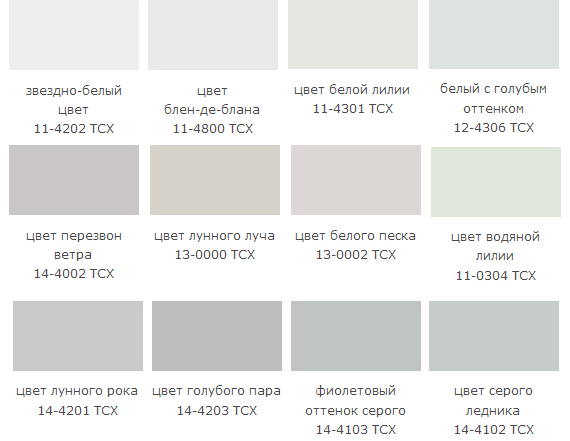 звездно-белый
цвет
11-4202 TCX
цвет
блен-де-блана
11-4800 TCX
цвет белой лилии
11-4301 TCX
белый с голубым
оттенком
12-4306 TCX
цвет перезвон
ветра
14-4002 TCX
цвет лунного луча
13-0000 TCX
цвет белого песка
13-0002 TCX
цвет водяной
лилии
11-0304 TCX
цвет лунного рока
14-4201 TCX
цвет голубого пара
14-4203 TCX
фиолетовый
оттенок серого
14-4103 TCX
цвет серого
ледника
14-4102 TCX